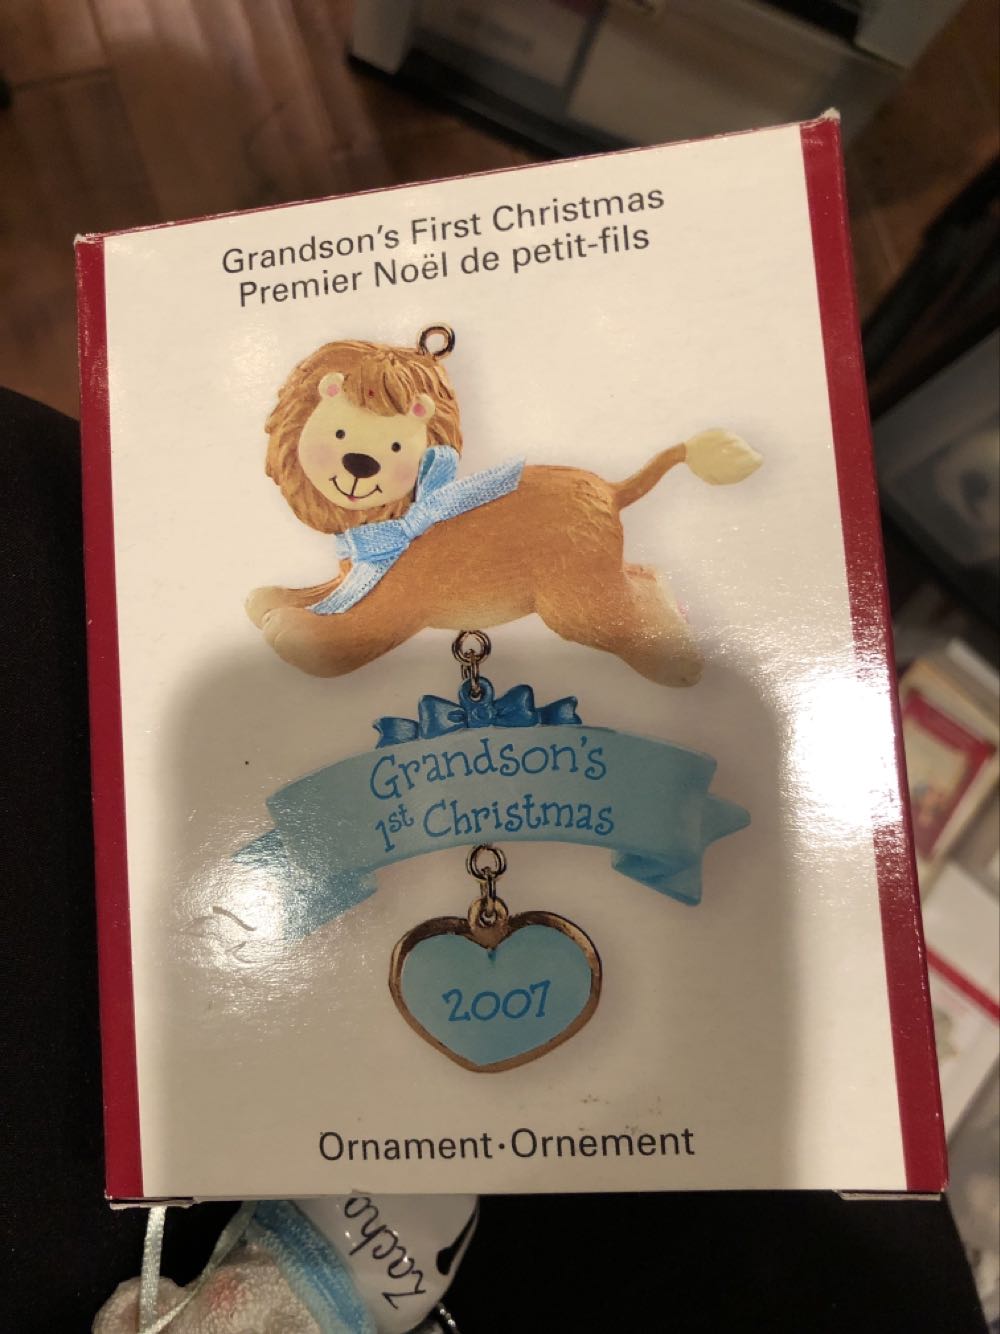 Grandson's First Christmas
Premier Noël de petit-fils
Grandson's
1st Christmas
2007
Ornament · Ornement